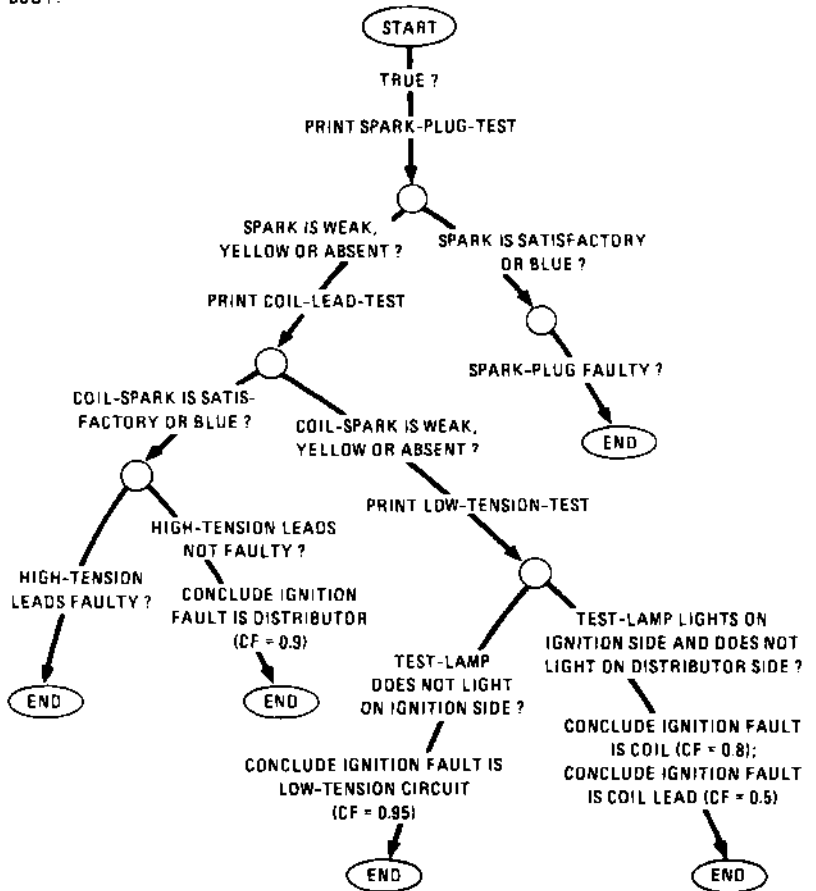 BODY:
START
TRUE ?
PRINT SPARK-PLUG-TEST
SPARK IS WEAK,
YELLOW OR ABSENT ?
SPARK IS SATISFACTORY
OR BLUE ?
PRINT COIL-LEAD-TEST
SPARK-PLUG FAULTY ?
END
COIL-SPARK IS SATIS-
FACTORY OR BLUE ?
COIL-SPARK IS WEAK,
YELLOW OR ABSENT ?
PRINT LOW-TENSION-TEST
HIGH-TENSION LEADS
NOT FAULTY ?
HIGH-TENSION
LEADS FAULTY ?
CONCLUDE IGNITION
FAULT IS DISTRIBUTOR
(CF = 0.9)
END
END
TEST-LAMP
DOES NOT LIGHT
ON IGNITION SIDE ?
TEST-LAMP LIGHTS ON
IGNITION SIDE AND DOES NOT
LIGHT ON DISTRIBUTOR SIDE ?
CONCLUDE IGNITION FAULT IS
LOW-TENSION CIRCUIT
(CF = 0.95)
CONCLUDE IGNITION FAULT
IS COIL (CF = 0.8);
CONCLUDE IGNITION FAULT
IS COIL LEAD (CF = 0.5)
END
END